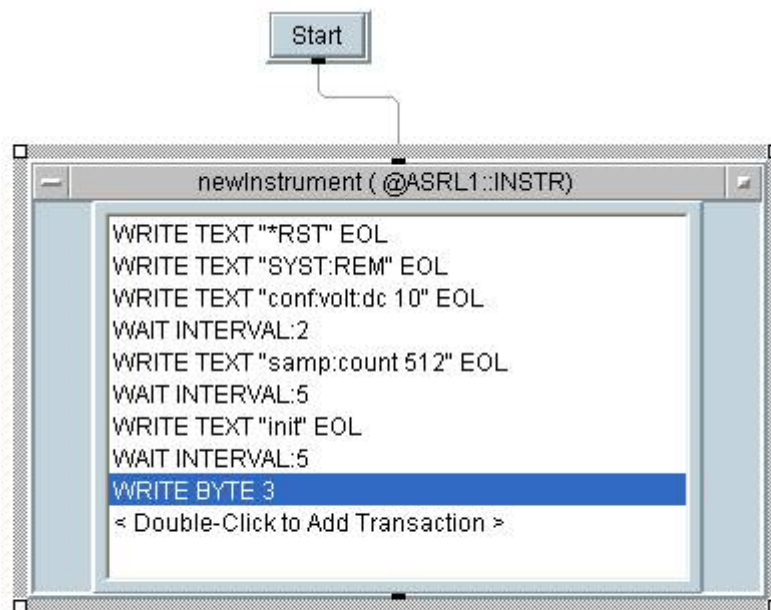 Start
newInstrument ( @ASRL1::INSTR)
WRITE TEXT "*RST" EOL
WRITE TEXT "SYST:REM" EOL
WRITE TEXT "conf:volt:dc 10" EOL
WAIT INTERVAL:2
WRITE TEXT "samp:count 512" EOL
WAIT INTERVAL:5
WRITE TEXT "init" EOL
WAIT INTERVAL:5
WRITE BYTE 3
< Double-Click to Add Transaction >